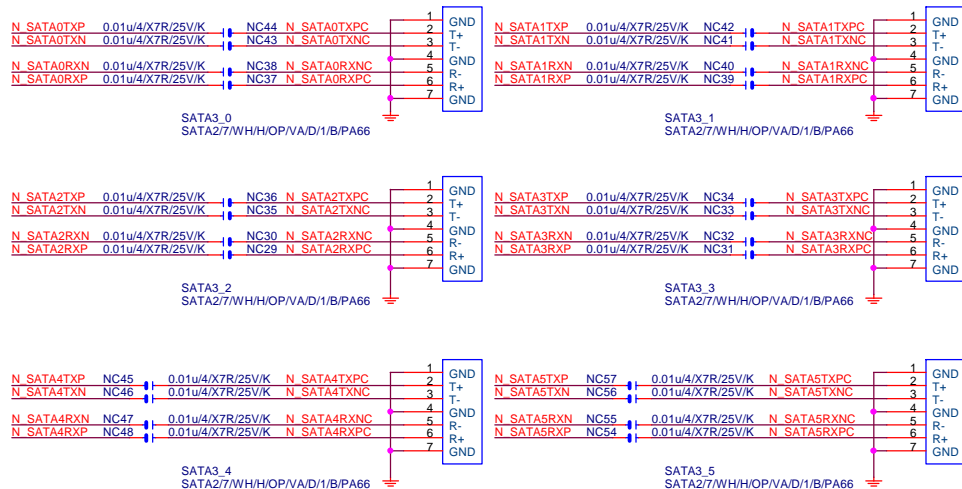 1 GND 1 GND
N_SATA0TXP 0.01u/4/X7R/25V/K NC44 N_SATA0TXPC 2 T+ N_SATA1TXP 0.01u/4/X7R/25V/K NC42 N_SATA1TXPC 2 T+
N_SATA0TXN 0.01u/4/X7R/25V/K NC43 N_SATA0TXNC 3 T- N_SATA1TXN 0.01u/4/X7R/25V/K NC41 N_SATA1TXNC 3 T-
4 GND 4 GND
N_SATA0RXN 0.01u/4/X7R/25V/K NC38 N_SATA0RXNC 5 R- N_SATA1RXN 0.01u/4/X7R/25V/K NC40 N_SATA1RXNC 5 R-
N_SATA0RXP 0.01u/4/X7R/25V/K NC37 N_SATA0RXPC 6 R+ N_SATA1RXP 0.01u/4/X7R/25V/K NC39 N_SATA1RXPC 6 R+
7 GND 7 GND
SATA3_0 SATA3_1
SATA2/7/WH/H/OP/VA/D/1/B/PA66 SATA2/7/WH/H/OP/VA/D/1/B/PA66
1 GND 1 GND
N_SATA2TXP 0.01u/4/X7R/25V/K NC36 N_SATA2TXPC 2 T+ N_SATA3TXP 0.01u/4/X7R/25V/K NC34 N_SATA3TXPC 2 T+
N_SATA2TXN 0.01u/4/X7R/25V/K NC35 N_SATA2TXNC 3 T- N_SATA3TXN 0.01u/4/X7R/25V/K NC33 N_SATA3TXNC 3 T-
4 GND 4 GND
N_SATA2RXN 0.01u/4/X7R/25V/K NC30 N_SATA2RXNC 5 R- N_SATA3RXN 0.01u/4/X7R/25V/K NC32 N_SATA3RXNC 5 R-
N_SATA2RXP 0.01u/4/X7R/25V/K NC29 N_SATA2RXPC 6 R+ N_SATA3RXP 0.01u/4/X7R/25V/K NC31 N_SATA3RXPC 6 R+
7 GND 7 GND
SATA3_2 SATA3_3
SATA2/7/WH/H/OP/VA/D/1/B/PA66 SATA2/7/WH/H/OP/VA/D/1/B/PA66
1 GND 1 GND
N_SATA4TXP NC45 0.01u/4/X7R/25V/K N_SATA4TXPC 2 T+ N_SATA5TXP NC57 0.01u/4/X7R/25V/K N_SATA5TXPC 2 T+
N_SATA4TXN NC46 0.01u/4/X7R/25V/K N_SATA4TXNC 3 T- N_SATA5TXN NC56 0.01u/4/X7R/25V/K N_SATA5TXNC 3 T-
4 GND 4 GND
N_SATA4RXN NC47 0.01u/4/X7R/25V/K N_SATA4RXNC 5 R- N_SATA5RXN NC55 0.01u/4/X7R/25V/K N_SATA5RXNC 5 R-
N_SATA4RXP NC48 0.01u/4/X7R/25V/K N_SATA4RXPC 6 R+ N_SATA5RXP NC54 0.01u/4/X7R/25V/K N_SATA5RXPC 6 R+
7 GND 7 GND
SATA3_4 SATA3_5
SATA2/7/WH/H/OP/VA/D/1/B/PA66 SATA2/7/WH/H/OP/VA/D/1/B/PA66